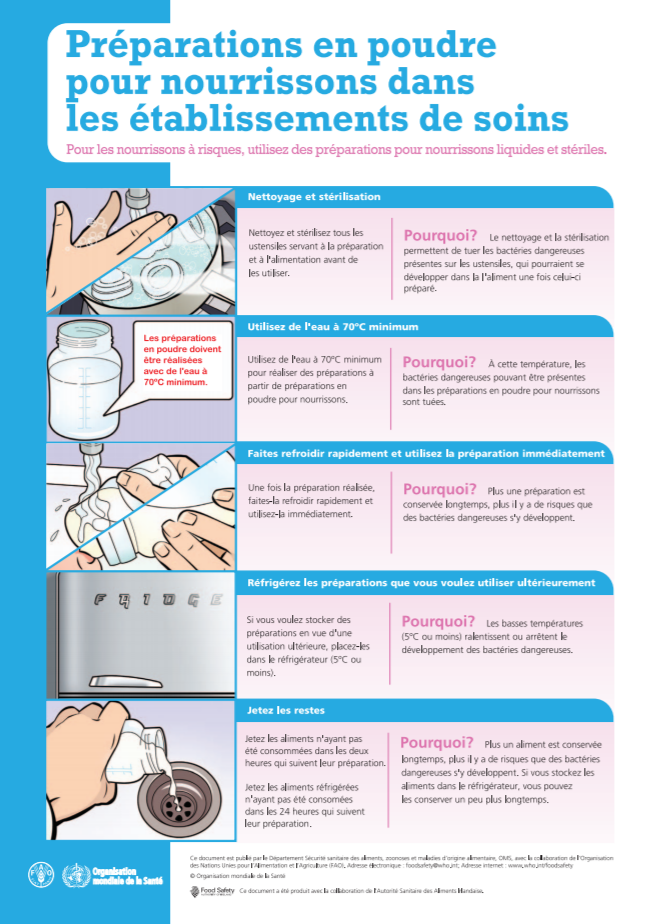 Préparations en poudre
pour nourrissons dans
les établissements de soins
Pour les nourrissons à risques, utilisez des préparations pour nourrissons liquides et stériles.
Nettoyage et stérilisation
Nettoyez et stérilisez tous les
ustensiles servant à la préparation
et à l'alimentation avant de
les utiliser.
Pourquoi? Le nettoyage et la stérilisation
permettent de tuer les bactéries dangereuses
présentes sur les ustensiles, qui pourraient se
développer dans la l'aliment une fois celui-ci
préparé.
Utilisez de l'eau à 70ºC minimum
Les préparations
en poudre doivent
être réalisées
avec de l'eau à
70ºC minimum.
Utilisez de l'eau à 70ºC minimum
pour réaliser des préparations à
partir de préparations en
poudre pour nourrissons.
Pourquoi? À cette température, les
bactéries dangereuses pouvant être présentes
dans les préparations en poudre pour nourrissons
sont tuées.
Faites refroidir rapidement et utilisez la préparation immédiatement
Une fois la préparation réalisée,
faites-la refroidir rapidement et
utilisez-la immédiatement.
Pourquoi? Plus une préparation est
conservée longtemps, plus il y a de risques que
des bactéries dangereuses s'y développent.
Réfrigérez les préparations que vous voulez utiliser ultérieurement
FRIDGE
Si vous voulez stocker des
préparations en vue d'une
utilisation ultérieure, placez-les
dans le réfrigérateur (5ºC ou
moins).
Pourquoi? Les basses températures
(5ºC ou moins) ralentissent ou arrêtent le
développement des bactéries dangereuses.
Jetez les restes
Jetez les aliments n'ayant pas
été consommées dans les deux
heures qui suivent leur préparation.
Jetez les aliments réfrigérées
n'ayant pas été consomées
dans les 24 heures qui suivent
leur préparation.
Pourquoi? Plus un aliment est conservée
longtemps, plus il y a de risques que des bactéries
dangereuses s'y développent. Si vous stockez les
aliments dans le réfrigérateur, vous pouvez
les conserver un peu plus longtemps.
Organisation
mondiale de la Santé
Ce document est publié par le Département Sécurité sanitaire des aliments, zoonoses et maladies d'origine alimentaire, OMS, avec la collaboration de l'Organisation
des Nations Unies pour l'Alimentation et l'Agriculture (FAO). Adresse électronique : foodsafety@who.int; Adresse internet : www.who.int/foodsafety
© Organisation mondiale de la Santé
Food Safety
Ce document a été produit avec la collaboration de l'Autorité Sanitaire des Aliments Irlandaise.